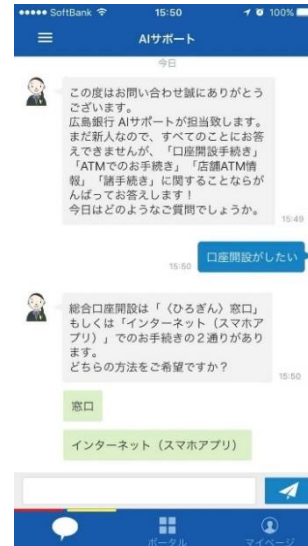 SoftBank 15:50 100%
AIサポート
今日
この度はお問い合わせ誠にありがとう
ございます。
広島銀行 AIサポートが担当致します。
まだ新人なので、すべてのことにお答
えできませんが、「口座開設手続き」
「ATMでのお手続き」「店舗ATM情
報」「諸手続き」に関することならが
んばってお答えします！
今日はどのようなご質問でしょうか。
15:49
口座開設がしたい
15:50
総合口座開設は「〈ひろぎん〉窓口」
もしくは「インターネット（スマホア
プリ）」でのお手続きの２通りがあり
ます。
どちらの方法をご希望ですか？
15:50
窓口
インターネット（スマホアプリ）
ポータル
マイページ